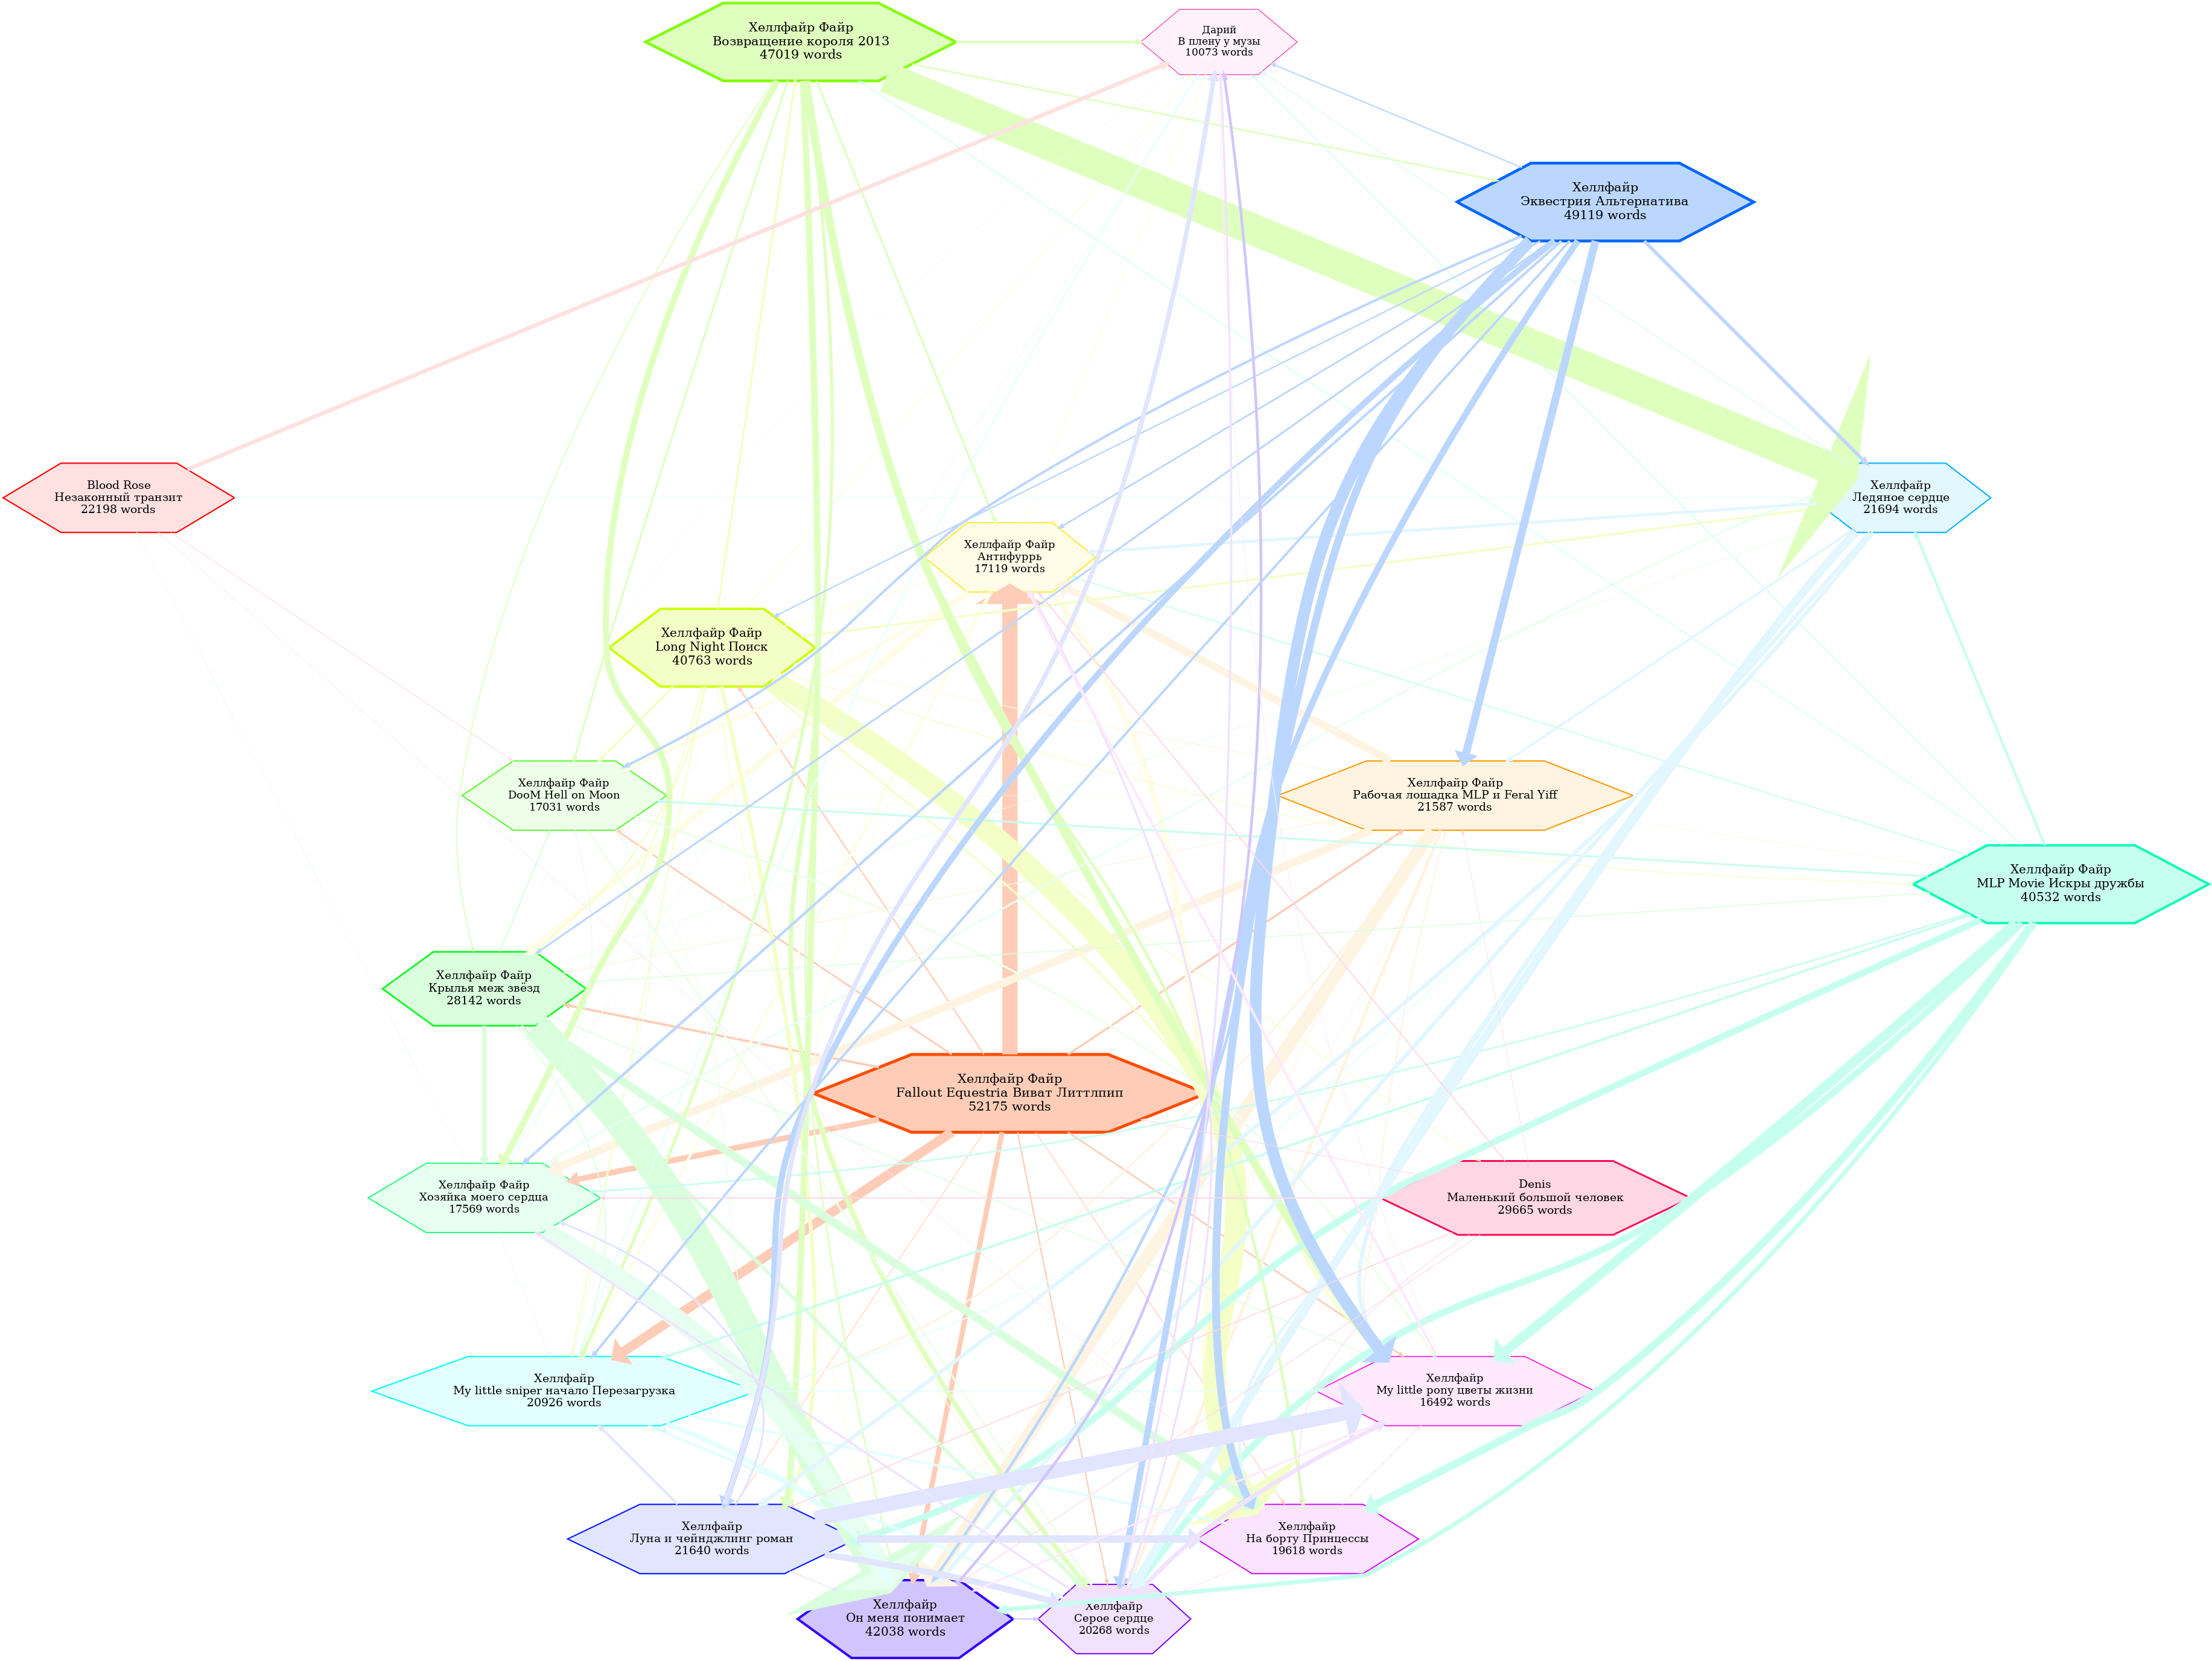 Хеллфайр Файр
Возвращение короля 2013
47019 words
Дарий
В плену у музы
10073 words
Хеллфайр
Эквестрия Альтернатива
49119 words
Blood Rose
Незаконный транзит
22198 words
Хеллфайр
Ледяное сердце
21694 words
Хеллфайр Файр
Антифуррь
17119 words
Хеллфайр Файр
Long Night Поиск
40763 words
Хеллфайр Файр
DooM Hell on Moon
17031 words
Хеллфайр Файр
Рабочая лошадка MLP и Feral Yiff
21587 words
Хеллфайр Файр
MLP Movie Искры дружбы
40532 words
Хеллфайр Файр
Крылья меж звёзд
28142 words
Хеллфайр Файр
Fallout Equestria Виват Литтлпип
52175 words
Хеллфайр Файр
Хозяйка моего сердца
17569 words
Denis
Маленький большой человек
29665 words
Хеллфайр
My little sniper начало Перезагрузка
20926 words
Хеллфайр
My little pony цветы жизни
16492 words
Хеллфайр
Луна и чейнджлинг роман
21640 words
Хеллфайр
На борту Принцессы
19618 words
Хеллфайр
Он меня понимает
42038 words
Хеллфайр
Серое сердце
20268 words